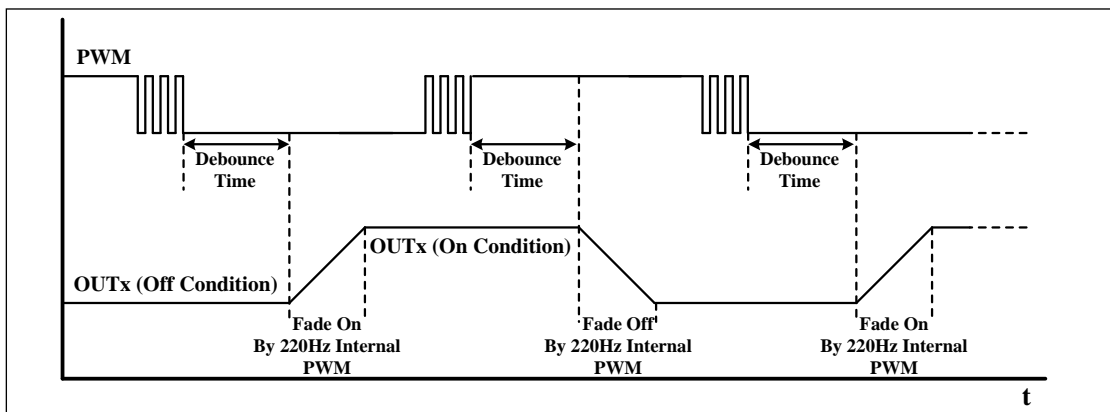 PWM
Debounce
Time
Debounce
Time
Debounce
Time
OUTx (On Condition)
OUTx (Off Condition)
Fade On
By 220Hz Internal
PWM
Fade Off
By 220Hz Internal
PWM
Fade On
By 220Hz Internal
PWM
t